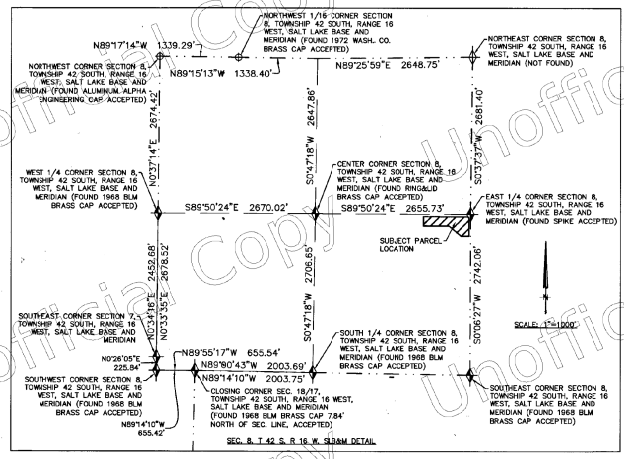 NORTHWEST 1/16 CORNER SECTION
8, TOWNSHIP 42 SOUTH, RANGE 16
WEST, SALT LAKE BASE AND
MERIDIAN (FOUND 1972 WASH. CO.
BRASS CAP ACCEPTED)
N89°17'14"W 1339.29'
N89°15'13"W 1338.40'
N89°25'59"E 2648.75'
NORTHEAST CORNER SECTION 8,
TOWNSHIP 42 SOUTH, RANGE 16
WEST, SALT LAKE BASE AND
MERIDIAN (NOT FOUND)
NORTHWEST CORNER SECTION 8,
TOWNSHIP 42 SOUTH, RANGE 16
WEST, SALT LAKE BASE AND
MERIDIAN (FOUND ALUMINUM ALPHA
ENGINEERING CAP ACCEPTED)
N0°37'14"E 2674.42'
S0°47'18"W 2647.86'
S0°37'37"W 2681.40'
WEST 1/4 CORNER SECTION 8,
TOWNSHIP 42 SOUTH, RANGE 16
WEST, SALT LAKE BASE AND
MERIDIAN (FOUND 1968 BLM
BRASS CAP ACCEPTED)
CENTER CORNER SECTION 8,
TOWNSHIP 42 SOUTH, RANGE 16
WEST, SALT LAKE BASE AND
MERIDIAN (FOUND RING&LID
BRASS CAP ACCEPTED)
EAST 1/4 CORNER SECTION 8,
TOWNSHIP 42 SOUTH, RANGE 16
WEST, SALT LAKE BASE AND
MERIDIAN (FOUND SPIKE ACCEPTED)
S89°50'24"E 2670.02'
S89°50'24"E 2655.73'
SUBJECT PARCEL
LOCATION
N0°34'16"E 2452.68'
N0°33'35"E 2678.52'
S0°47'18"W 2706.65'
S0°06'27"W 2742.06'
SCALE: 1"=1000'
SOUTHEAST CORNER SECTION 7,
TOWNSHIP 42 SOUTH, RANGE 16
WEST, SALT LAKE BASE AND
MERIDIAN
N0°26'05"E
225.84'
N89°55'17"W 655.54'
N89°80'43"W 2003.69'
N89°14'10"W 2003.75'
SOUTH 1/4 CORNER SECTION 8,
TOWNSHIP 42 SOUTH, RANGE 16
WEST, SALT LAKE BASE AND
MERIDIAN (FOUND 1968 BLM
BRASS CAP ACCEPTED)
SOUTHWEST CORNER SECTION 8,
TOWNSHIP 42 SOUTH, RANGE 16
WEST, SALT LAKE BASE AND
MERIDIAN (FOUND 1968 BLM
BRASS CAP ACCEPTED)
N89°14'10"W
655.42'
CLOSING CORNER SEC. 18/17,
TOWNSHIP 42 SOUTH, RANGE 16 WEST,
SALT LAKE BASE AND MERIDIAN
(FOUND 1968 BLM BRASS CAP 7.84'
NORTH OF SEC. LINE, ACCEPTED)
SOUTHEAST CORNER SECTION 8,
TOWNSHIP 42 SOUTH, RANGE 16
WEST, SALT LAKE BASE AND
MERIDIAN (FOUND 1968 BLM
BRASS CAP ACCEPTED)
SEC. 8, T 42 S, R 16 W, SLB&M DETAIL
Unofficial Copy
Unofficial
Unofficial